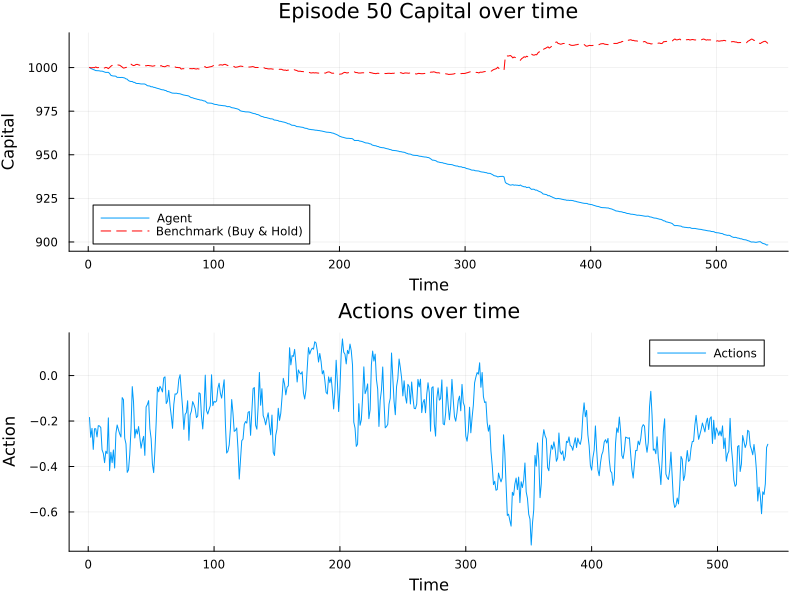 Episode 50 Capital over time
Capital
1000
975
950
925
900
Agent
Benchmark (Buy & Hold)
0 100 200 300 400 500
Time
Actions over time
Action
0.0
−0.2
−0.4
−0.6
Actions
0 100 200 300 400 500
Time